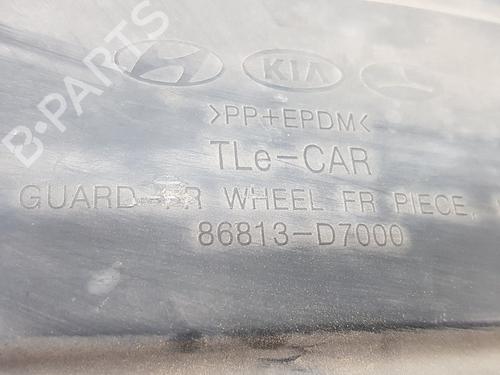 KIA
>PP+EPDM<
TLe-CAR
GUARD-FR WHEEL FR PIECE,
86813-D7000
B-PARTS